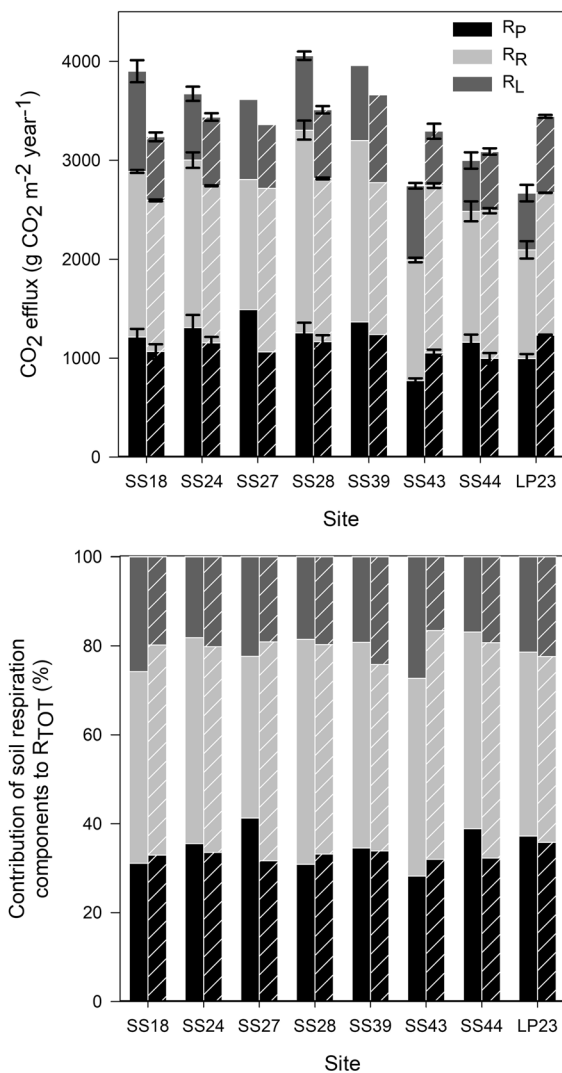 RP
RR
RL
4000
3000
2000
1000
0
CO2 efflux (g CO2 m-2 year-1)
SS18 SS24 SS27 SS28 SS39 SS43 SS44 LP23
Site
100
80
60
40
20
0
Contribution of soil respiration
components to RTOT (%)
SS18 SS24 SS27 SS28 SS39 SS43 SS44 LP23
Site